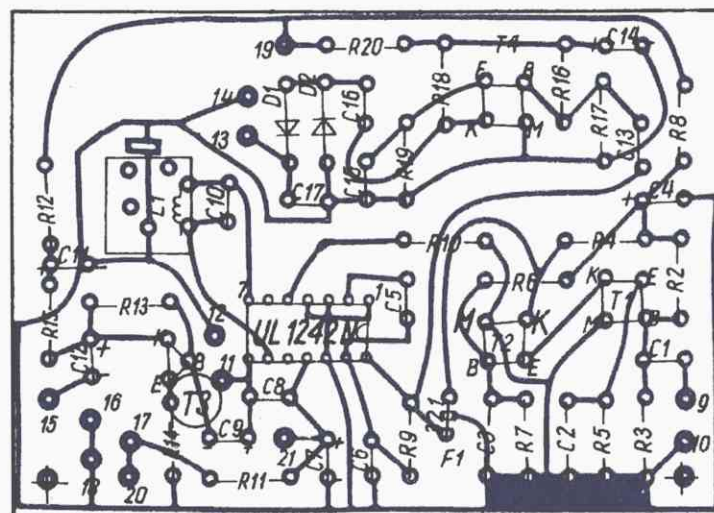 19 R20 T4 C14
14 D1 D2 C16 R18 E B R16 R17
13 K M C13 R8
R12 C15 R19
L1 C10 C17 C4
C11 R10 R4
7 1 R6 K E R2
R15 R13 12 UL1242N C5 M K T1 M B
C12 B T2 C1
E 11 B E
T3 C8 9
15 16 17 R14 C9 21 C7 C6 R9 C3 R7 C2 R5 R3 10
F1
18 20 R11